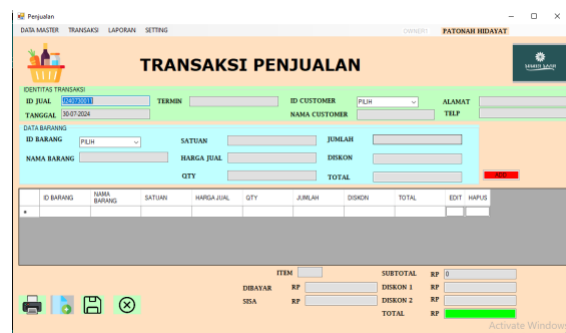 Penjualan
DATA MASTER TRANSAKSI LAPORAN SETTING OWNER1 PATONAH HIDAYAT
TRANSAKSI PENJUALAN
IDENTITAS TRANSAKSI
ID JUAL TERMIN ID CUSTOMER PILIH ALAMAT
TANGGAL 30-07-2024 NAMA CUSTOMER TELP
DATA BARANNG
ID BARANG PILIH SATUAN JUMLAH
NAMA BARANG HARGA JUAL DISKON
QTY TOTAL ADD
ID BARANG NAMA BARANG SATUAN HARGA JUAL QTY JUMLAH DISKON TOTAL EDIT HAPUS
ITEM SUBTOTAL RP 0
DIBAYAR RP DISKON 1 RP
SISA RP DISKON 2 RP
TOTAL RP
Activate Windows